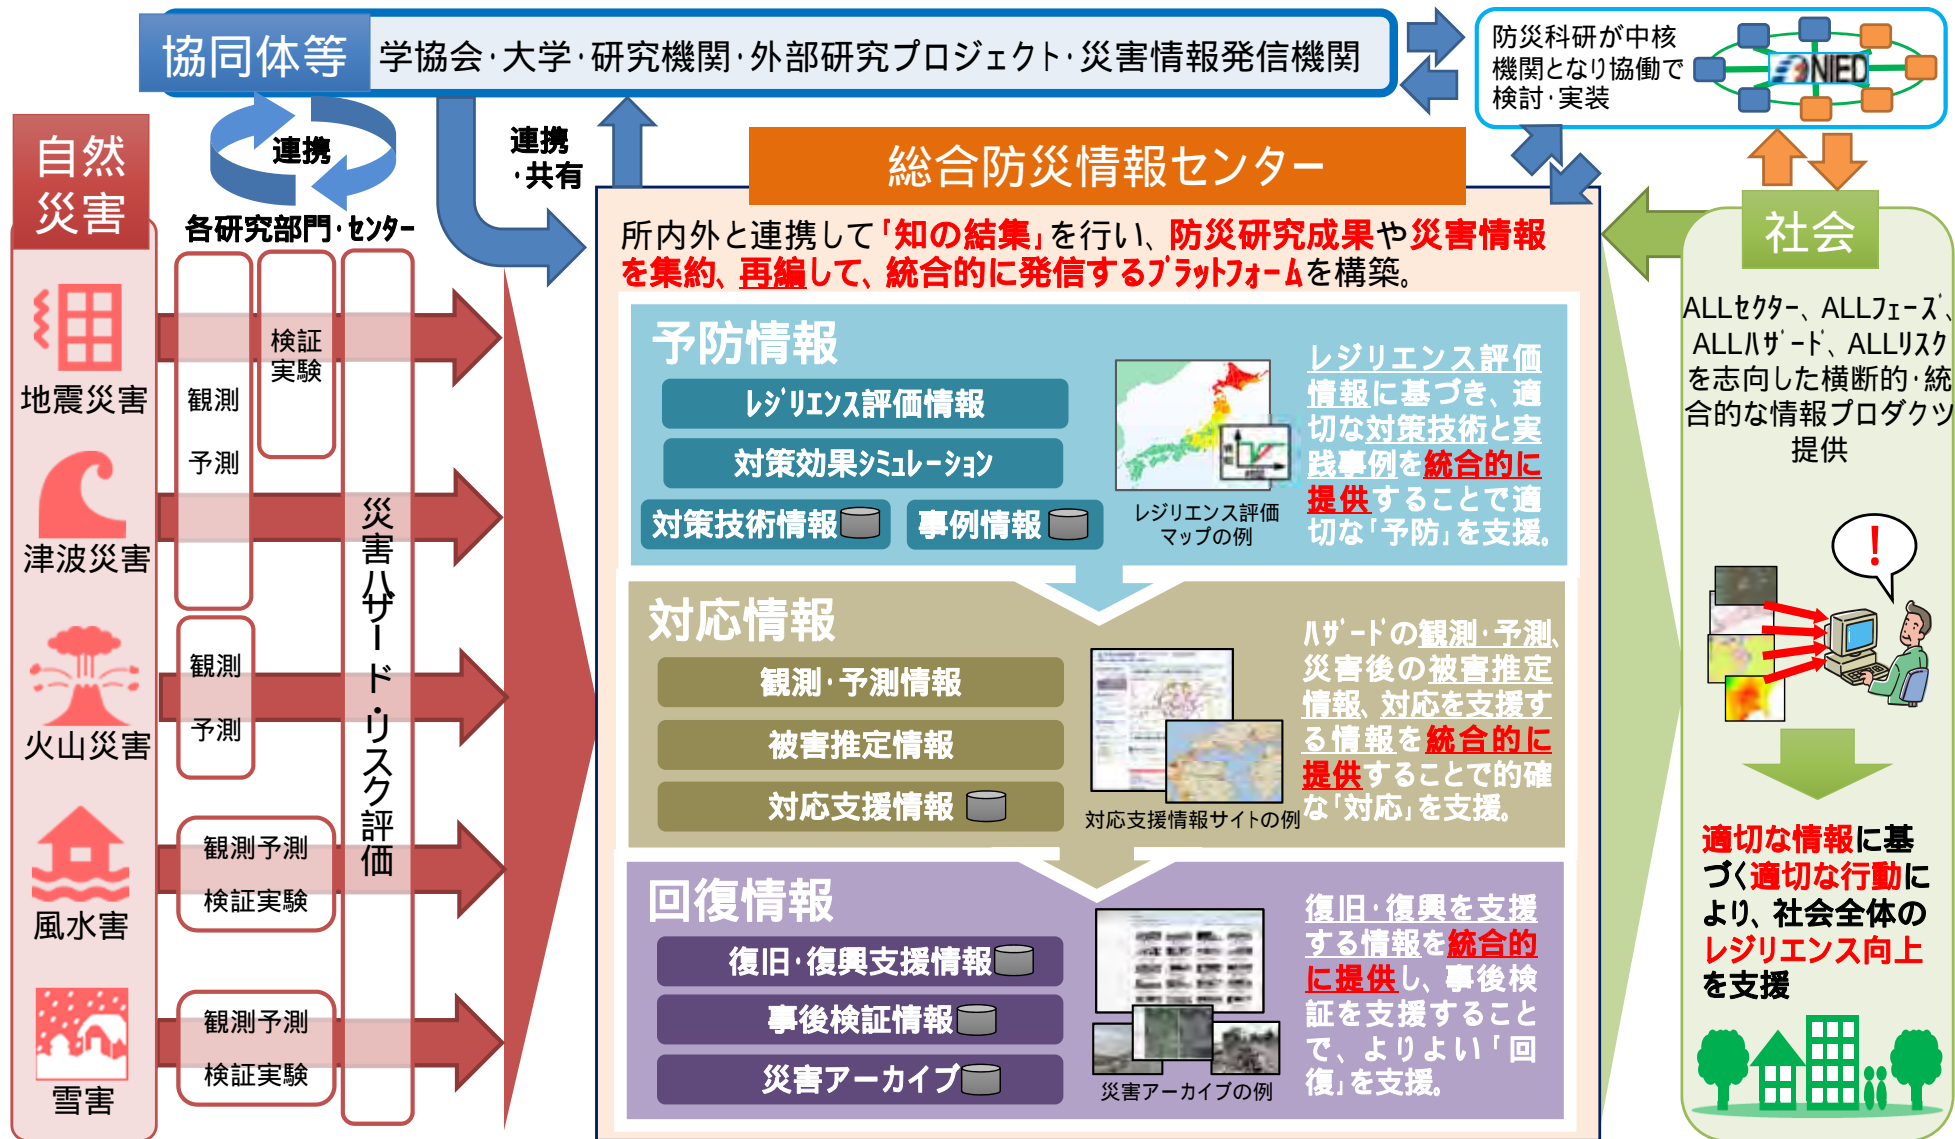 協同体等
学協会・大学・研究機関・外部研究プロジェクト・災害情報発信機関
防災科研が中核
機関となり協働で
検討・実装
NIED
自然
災害
連携
各研究部門・センター
連携
・共有
地震災害
津波災害
火山災害
風水害
雪害
観測
予測
検証
実験
観測
予測
観測予測
検証実験
観測予測
検証実験
災害ハザード・リスク評価
総合防災情報センター
所内外と連携して「知の結集」を行い、防災研究成果や災害情報
を集約、再編して、統合的に発信するプラットフォームを構築。
予防情報
レジリエンス評価情報
対策効果シミュレーション
対策技術情報
事例情報
レジリエンス評価
マップの例
レジリエンス評価
情報に基づき、適
切な対策技術と実
践事例を統合的に
提供することで適
切な「予防」を支援。
対応情報
観測・予測情報
被害推定情報
対応支援情報
対応支援情報サイトの例
ハザードの観測・予測、
災害後の被害推定
情報、対応を支援す
る情報を統合的に
提供することで的確
な「対応」を支援。
回復情報
復旧・復興支援情報
事後検証情報
災害アーカイブ
災害アーカイブの例
復旧・復興を支援
する情報を統合的
に提供し、事後検
証を支援すること
で、よりよい「回
復」を支援。
社会
ALLセクター、ALLフェーズ、
ALLハザード、ALLリスク
を志向した横断的・統
合的な情報プロダクツ
提供
!
適切な情報に基
づく適切な行動に
より、社会全体の
レジリエンス向上
を支援